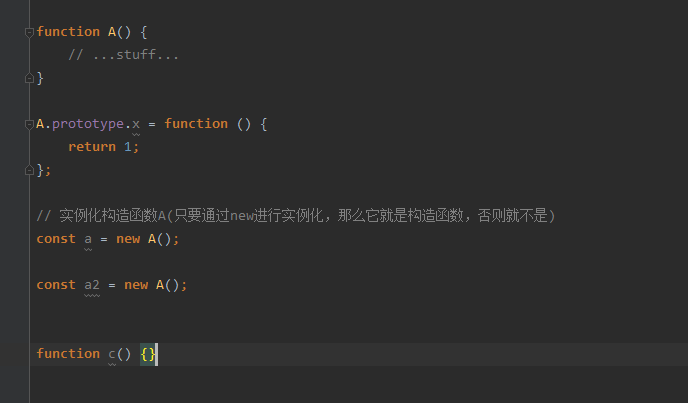 function A() {
// ...stuff...
}
A.prototype.x = function () {
return 1;
};
// 实例化构造函数A(只要通过new进行实例化，那么它就是构造函数，否则就不是)
const a = new A();
const a2 = new A();
function c() {}